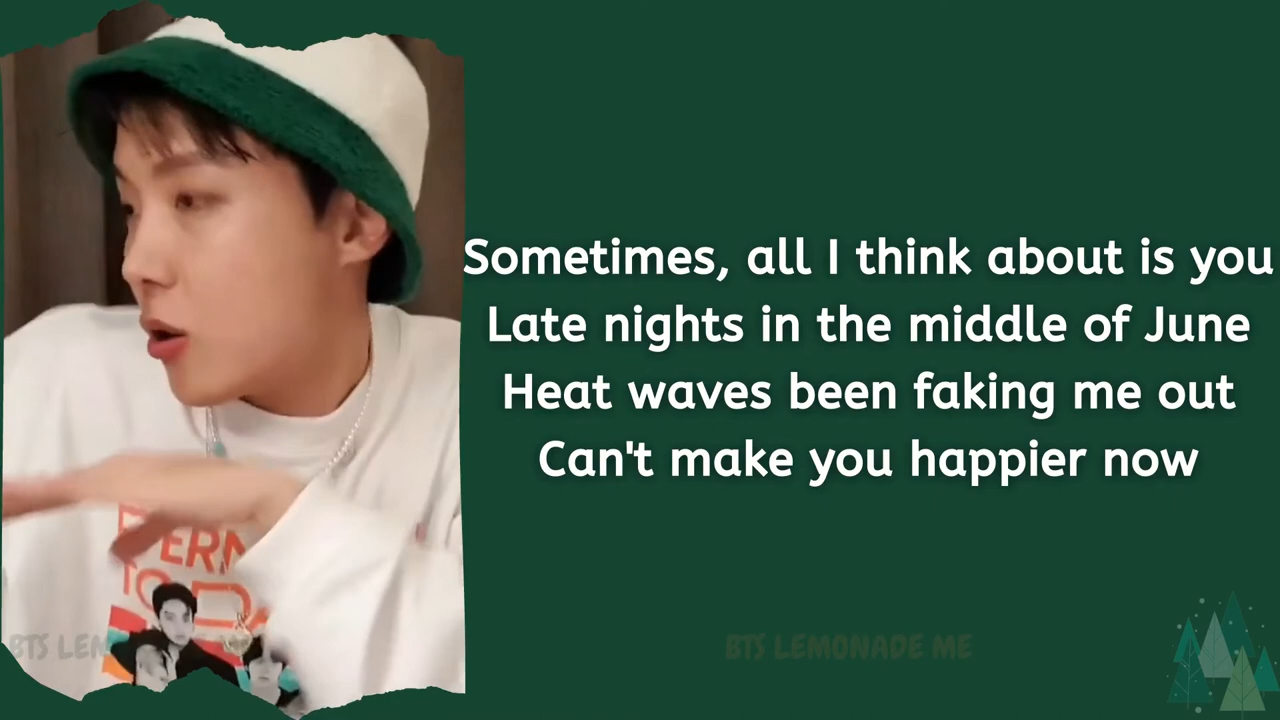 Sometimes, all I think about is you
Late nights in the middle of June
Heat waves been faking me out
Can't make you happier now
TO
BTS LEMONADE ME